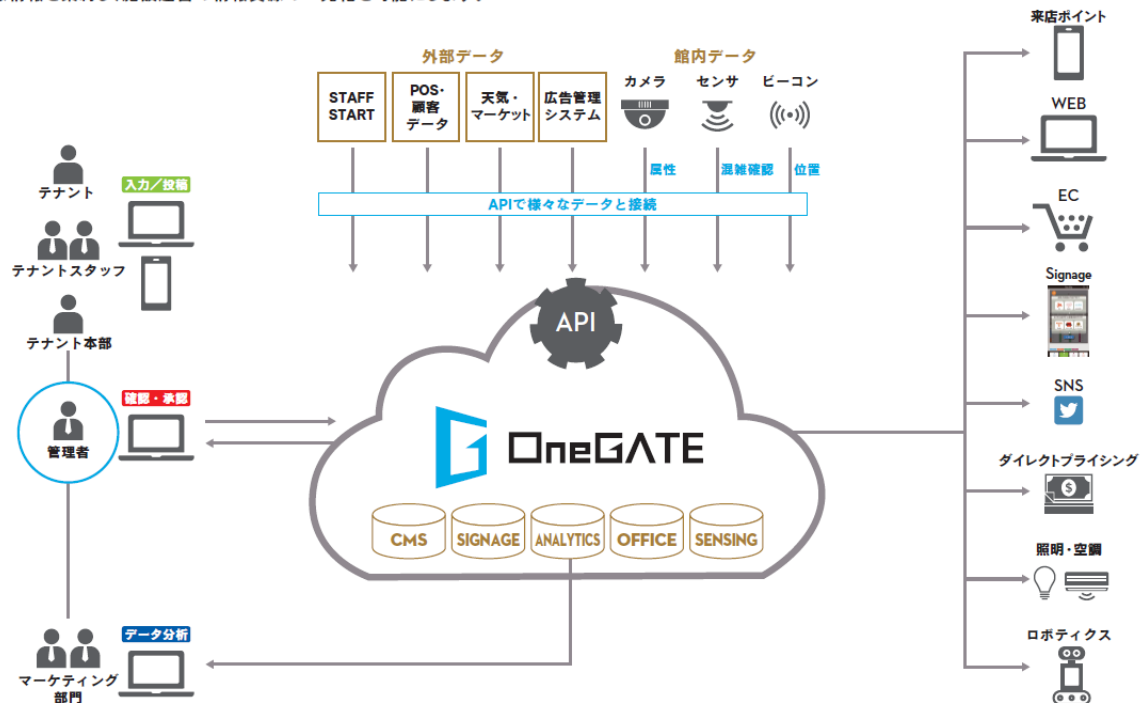 来店ポイント
外部データ
館内データ
STAFF
START
POS・
顧客
データ
天気・
マーケット
広告管理
システム
カメラ
センサ
ビーコン
WEB
属性
混雑確認
位置
テナント
入力/投稿
APIで様々なデータと接続
EC
テナントスタッフ
Signage
API
テナント本部
確認・承認
SNS
管理者
OneGATE
ダイレクトプライシング
CMS
SIGNAGE
ANALYTICS
OFFICE
SENSING
照明・空調
データ分析
ロボティクス
マーケティング
部門